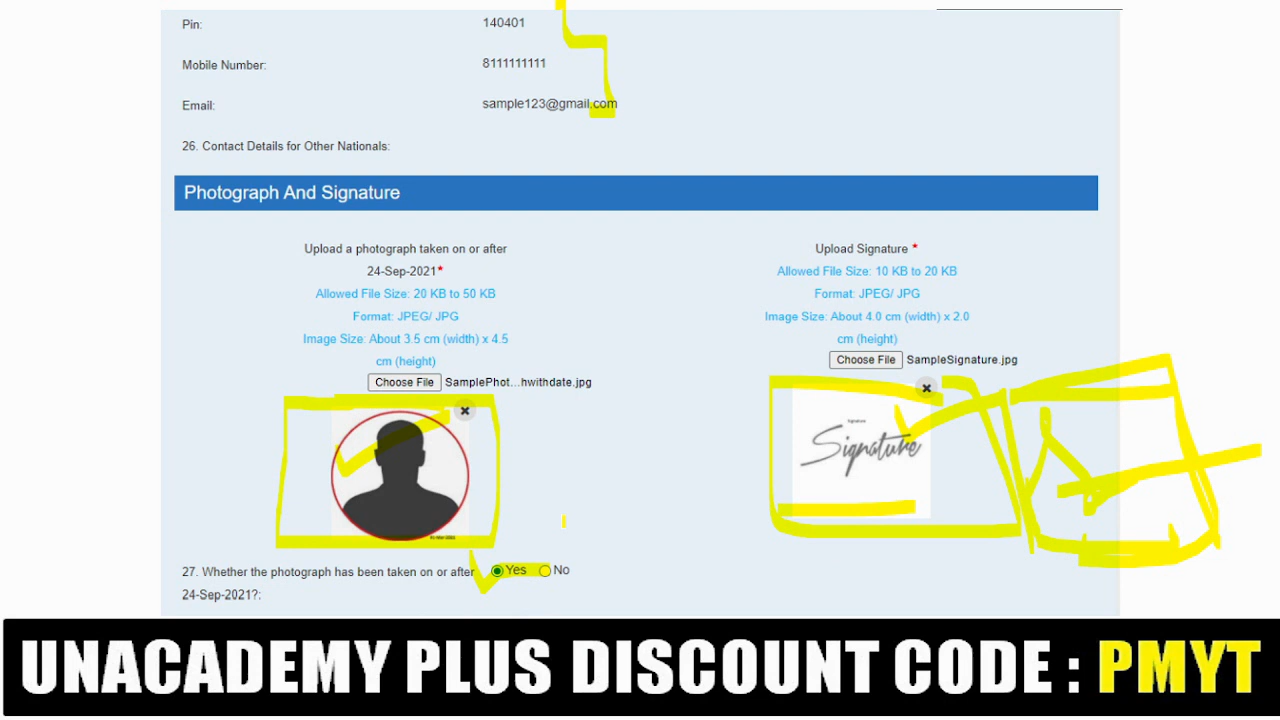 Pin: 140401
Mobile Number: 8111111111
Email: sample123@gmail.com
26. Contact Details for Other Nationals:
Photograph And Signature
Upload a photograph taken on or after
24-Sep-2021*
Allowed File Size: 20 KB to 50 KB
Format: JPEG/ JPG
Image Size: About 3.5 cm (width) x 4.5
cm (height)
Choose File SamplePhot...hwithdate.jpg
Upload Signature *
Allowed File Size: 10 KB to 20 KB
Format: JPEG/ JPG
Image Size: About 4.0 cm (width) x 2.0
cm (height)
Choose File SampleSignature.jpg
Signature
Signature
27. Whether the photograph has been taken on or after Yes No
24-Sep-2021?:
UNACADEMY PLUS DISCOUNT CODE : PMYT